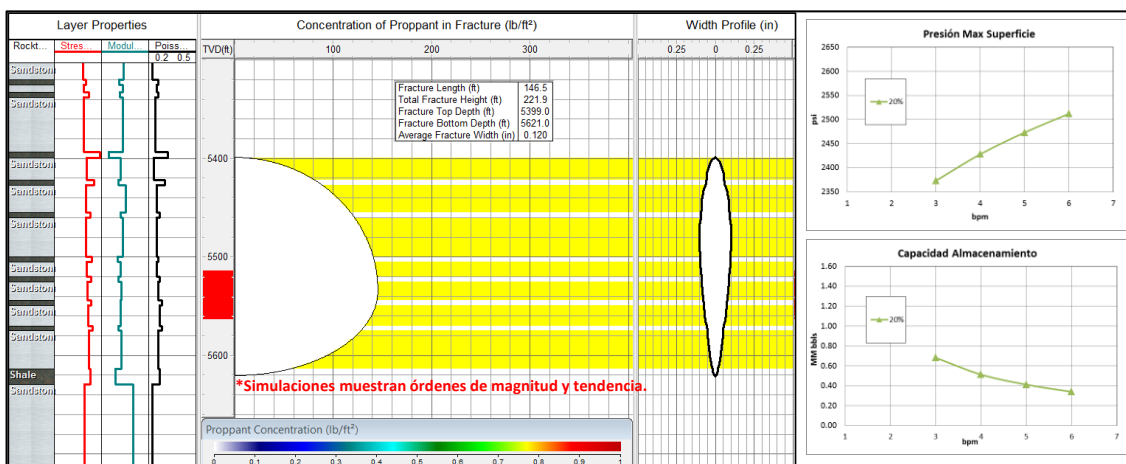 Layer Properties
Concentration of Proppant in Fracture (lb/ft²)
Width Profile (in)
Rockt...
Stres...
Modul...
Poiss...
0.2 0.5
TVD(ft)
100
200
300
0.25
0
0.25
Sandston
Sandston
Sandston
Sandston
Sandston
Sandston
Sandston
Sandston
Sandston
Shale
Sandston
5400
5500
5600
Fracture Length (ft) 146.5
Total Fracture Height (ft) 221.9
Fracture Top Depth (ft) 5399.0
Fracture Bottom Depth (ft) 5621.0
Average Fracture Width (in) 0.120
*Simulaciones muestran órdenes de magnitud y tendencia.
Proppant Concentration (lb/ft²)
0 0.1 0.2 0.3 0.4 0.5 0.6 0.7 0.8 0.9 1
Presión Max Superficie
psi
2650
2600
2550
2500
2450
2400
2350
20%
1 2 3 4 5 6 7
bpm
Capacidad Almacenamiento
MM bbls
1.60
1.40
1.20
1.00
0.80
0.60
0.40
0.20
0.00
20%
1 2 3 4 5 6 7
bpm